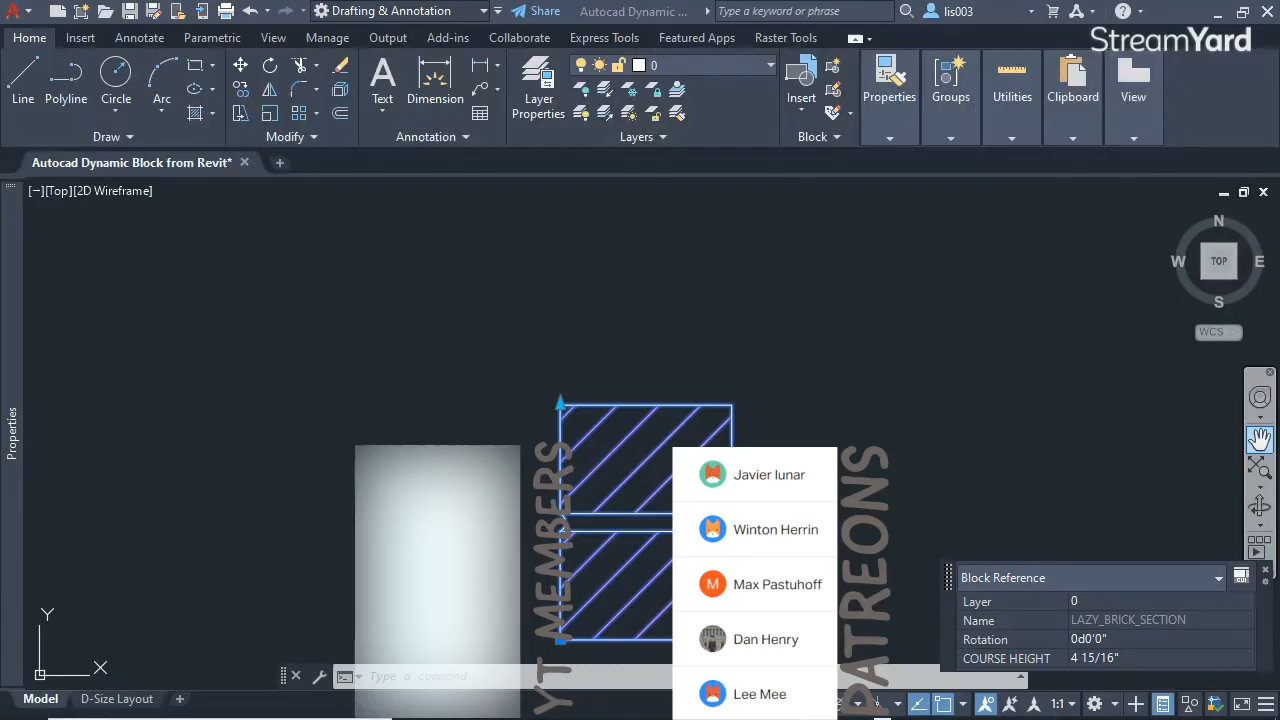 Drafting & Annotation
Share
Autocad Dynamic ...
Type a keyword or phrase
lis003
StreamYard
Home
Insert
Annotate
Parametric
View
Manage
Output
Add-ins
Collaborate
Express Tools
Featured Apps
Raster Tools
0
Line
Polyline
Circle
Arc
Text
Dimension
Layer
Properties
Insert
Properties
Groups
Utilities
Clipboard
View
Draw
Modify
Annotation
Layers
Block
Autocad Dynamic Block from Revit*
[−][Top][2D Wireframe]
N
W
TOP
E
S
WCS
Properties
YT MEMBERS
Javier lunar
Winton Herrin
M
Max Pastuhoff
Dan Henry
Lee Mee
PATREONS
Block Reference
Layer
0
Name
LAZY_BRICK_SECTION
Rotation
0d0'0"
COURSE HEIGHT
4 15/16"
Y
X
Type a command
Model
D-Size Layout
1:1